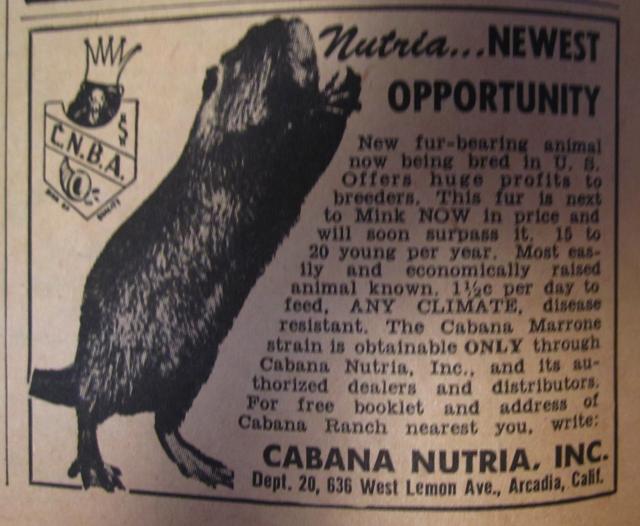 Nutria...NEWEST
OPPORTUNITY
C.N.B.A.
New fur-bearing animal
now being bred in U. S.
Offers huge profits to
breeders. This fur is next
to Mink NOW in price and
will soon surpass it. 15 to
20 young per year. Most eas-
ily and economically raised
animal known. 1½c per day to
feed, ANY CLIMATE, disease
resistant. The Cabana Marrone
strain is obtainable ONLY through
Cabana Nutria, Inc., and its au-
thorized dealers and distributors.
For free booklet and address of
Cabana Ranch nearest you, write:
CABANA NUTRIA, INC.
Dept. 20, 636 West Lemon Ave., Arcadia, Calif.